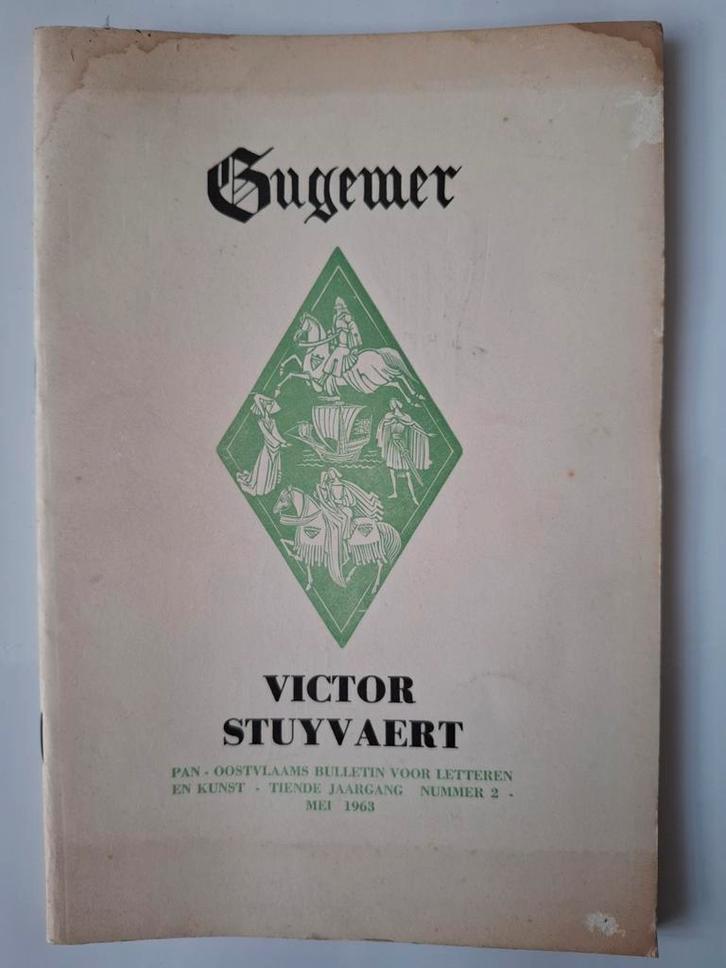 Gugemer
VICTOR
STUYVAERT
PAN - OOSTVLAAMS BULLETIN VOOR LETTEREN
EN KUNST - TIENDE JAARGANG NUMMER 2 -
MEI 1963